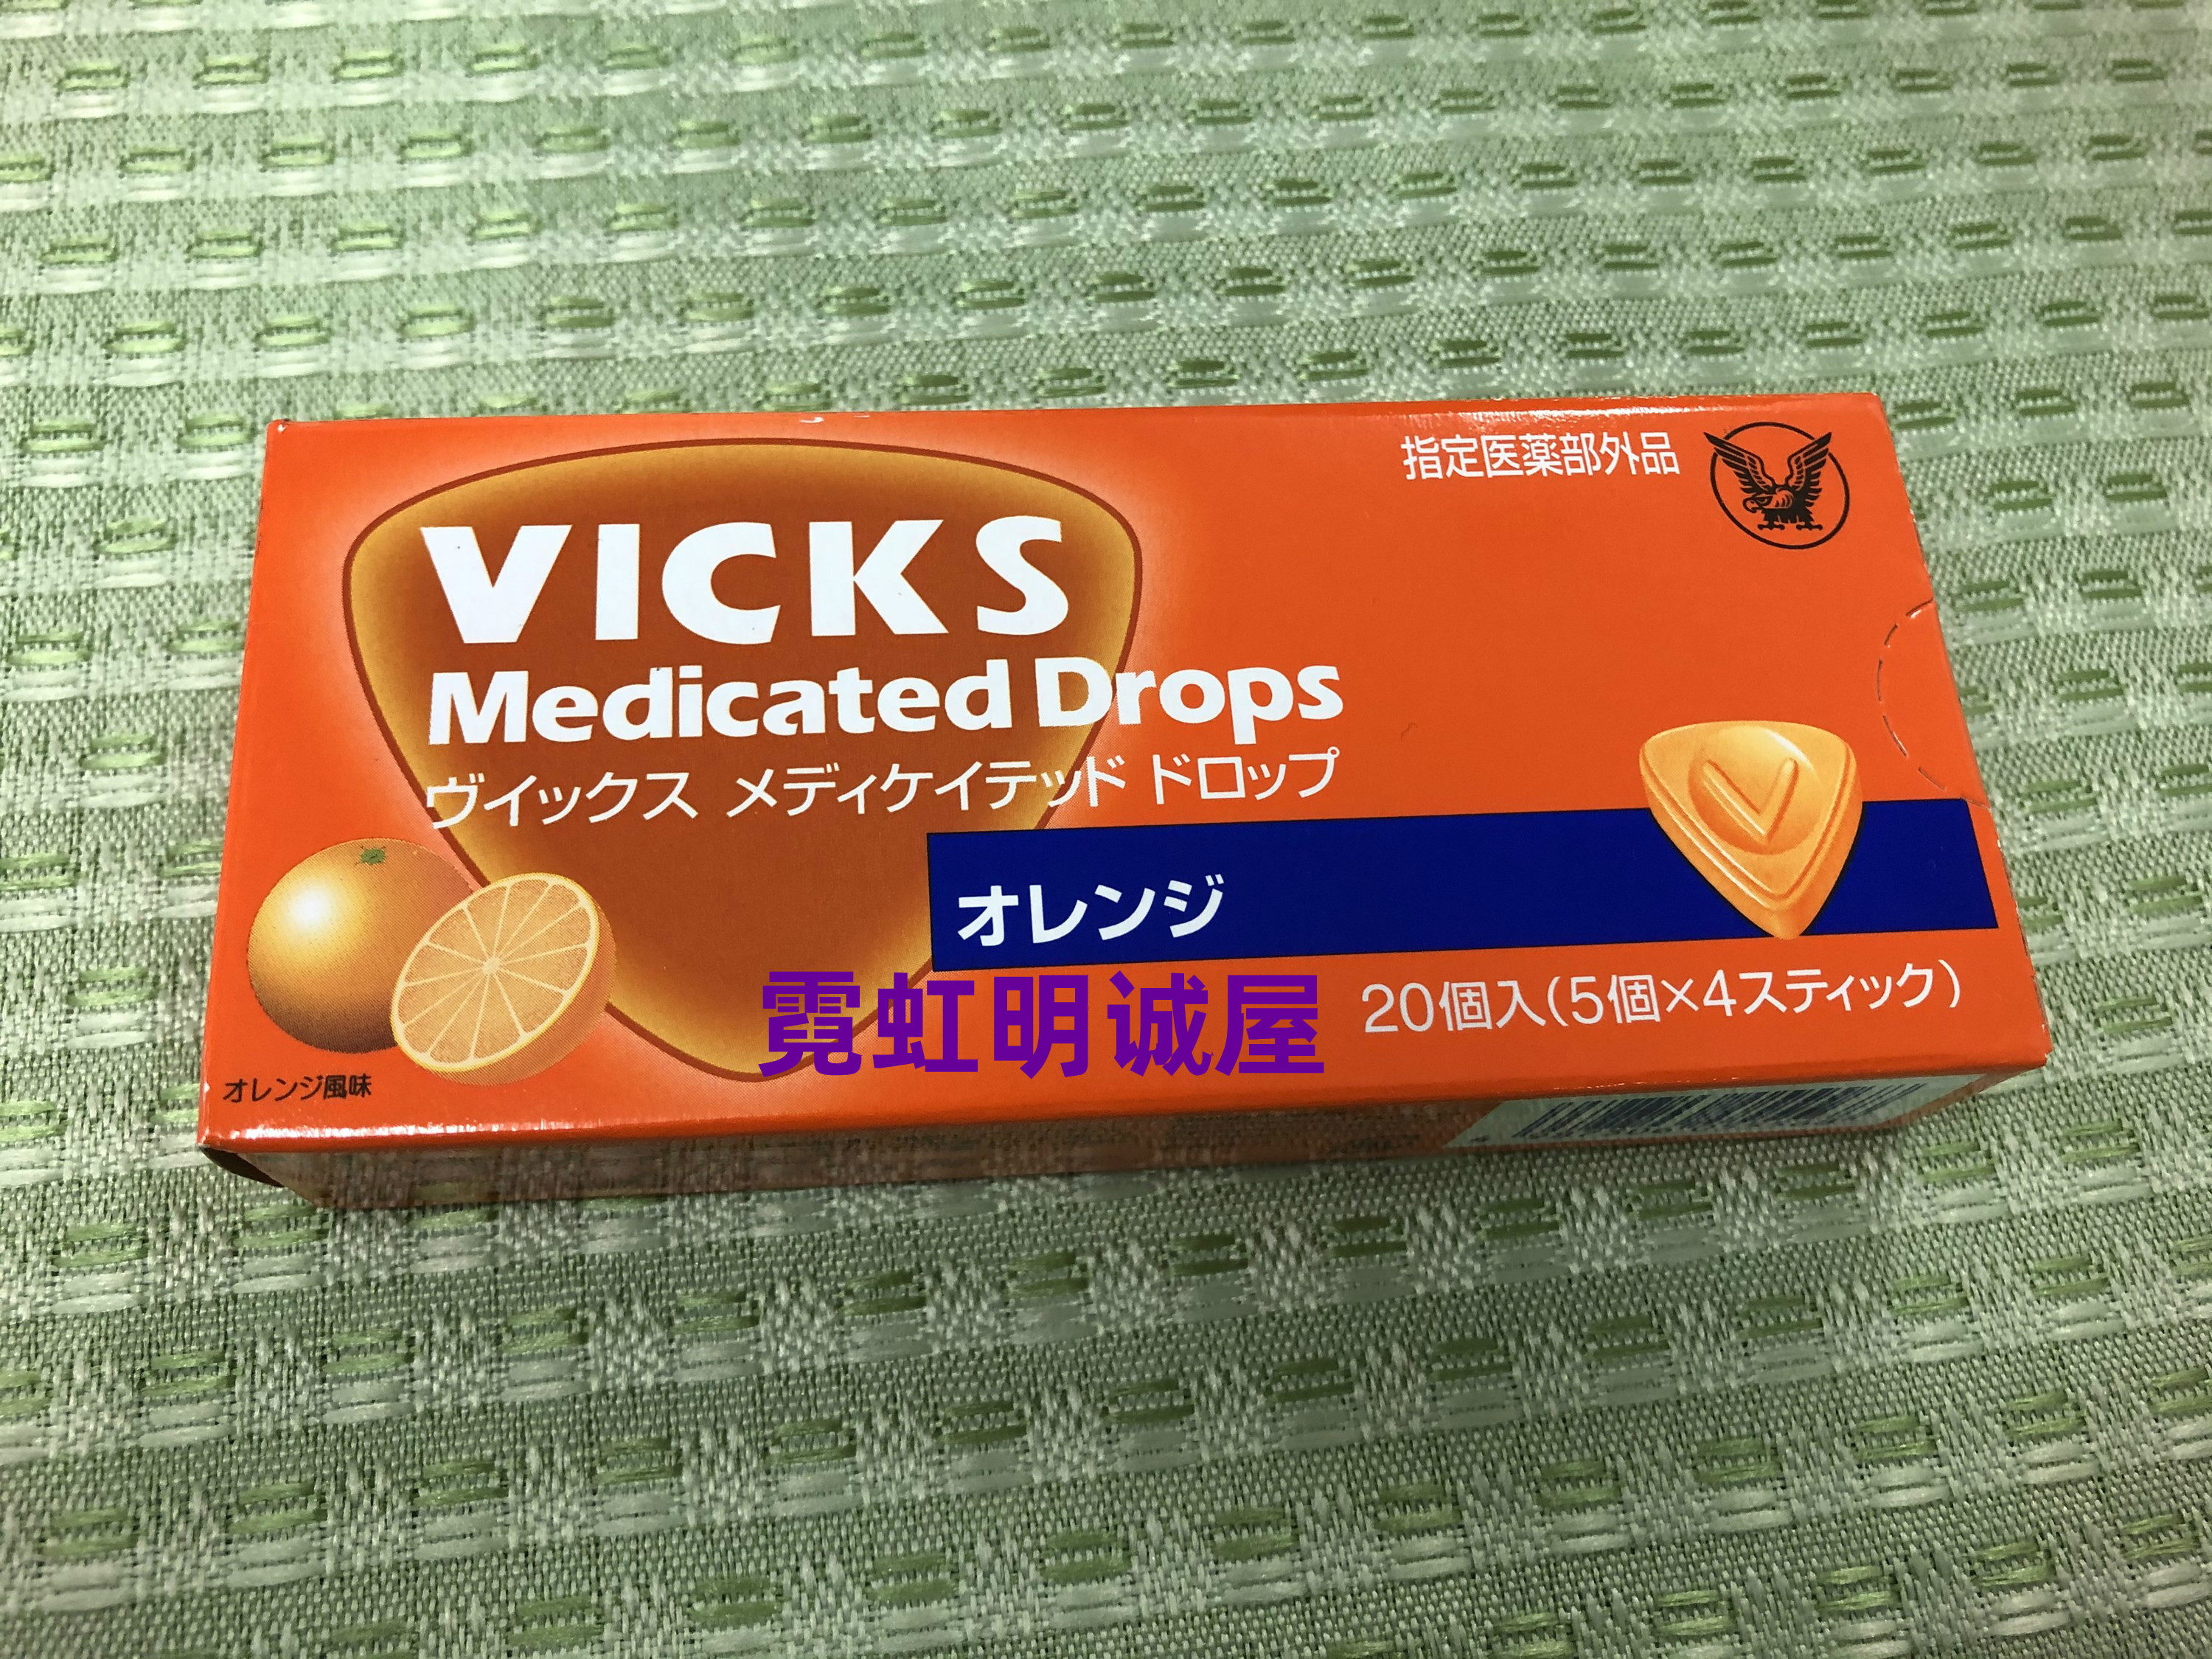 指定医薬部外品
VICKS
Medicated Drops
ヴイックス メディケイテッド ドロップ
オレンジ
霓虹明诚屋
20個入(5個×4スティック)
オレンジ風味